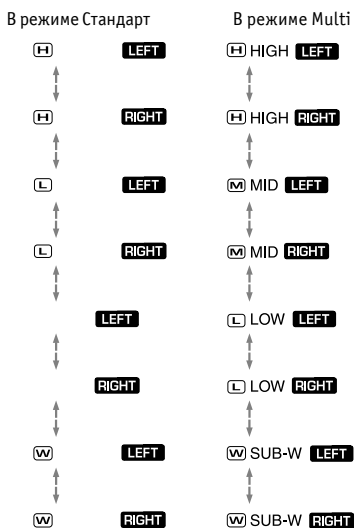 В режиме Стандарт В режиме Multi
H LEFT H HIGH LEFT
H RIGHT H HIGH RIGHT
L LEFT M MID LEFT
L RIGHT M MID RIGHT
LEFT L LOW LEFT
RIGHT L LOW RIGHT
W LEFT W SUB-W LEFT
W RIGHT W SUB-W RIGHT